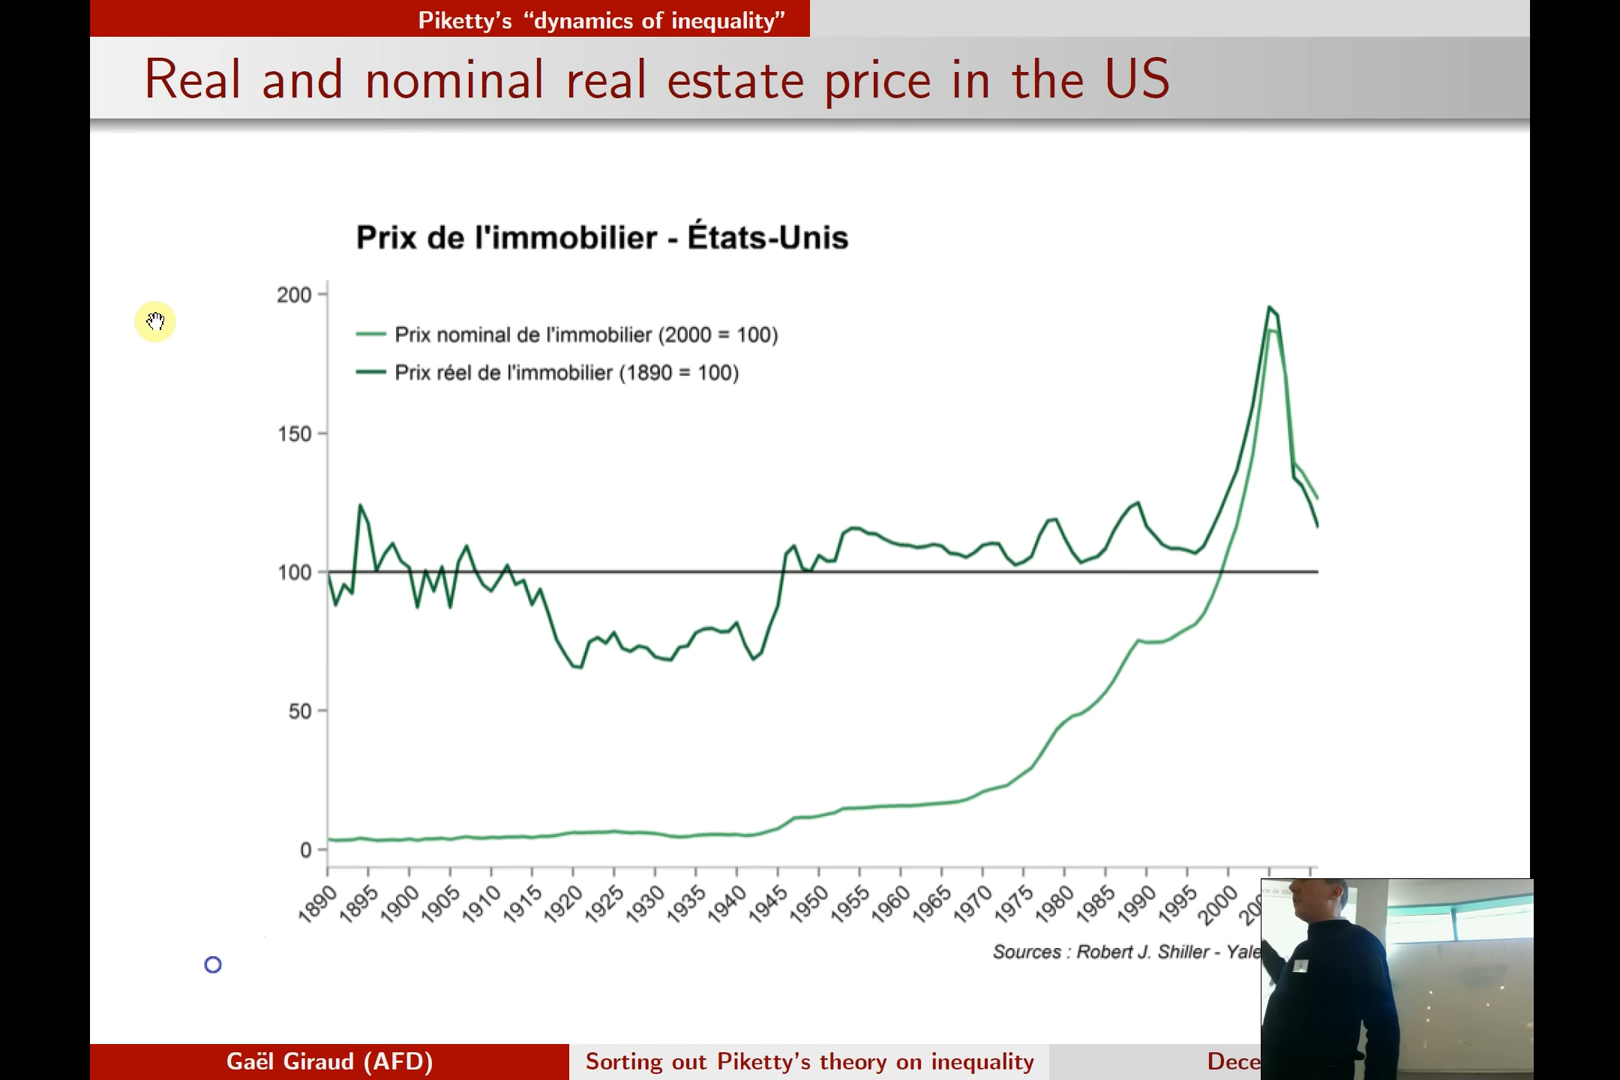 Piketty's “dynamics of inequality”
Real and nominal real estate price in the US
Prix de l'immobilier - États-Unis
200
Prix nominal de l'immobilier (2000 = 100)
Prix réel de l'immobilier (1890 = 100)
150
100
50
0
1890 1895 1900 1905 1910 1915 1920 1925 1930 1935 1940 1945 1950 1955 1960 1965 1970 1975 1980 1985 1990 1995 2000
Sources : Robert J. Shiller - Yale
Gaël Giraud (AFD) Sorting out Piketty's theory on inequality